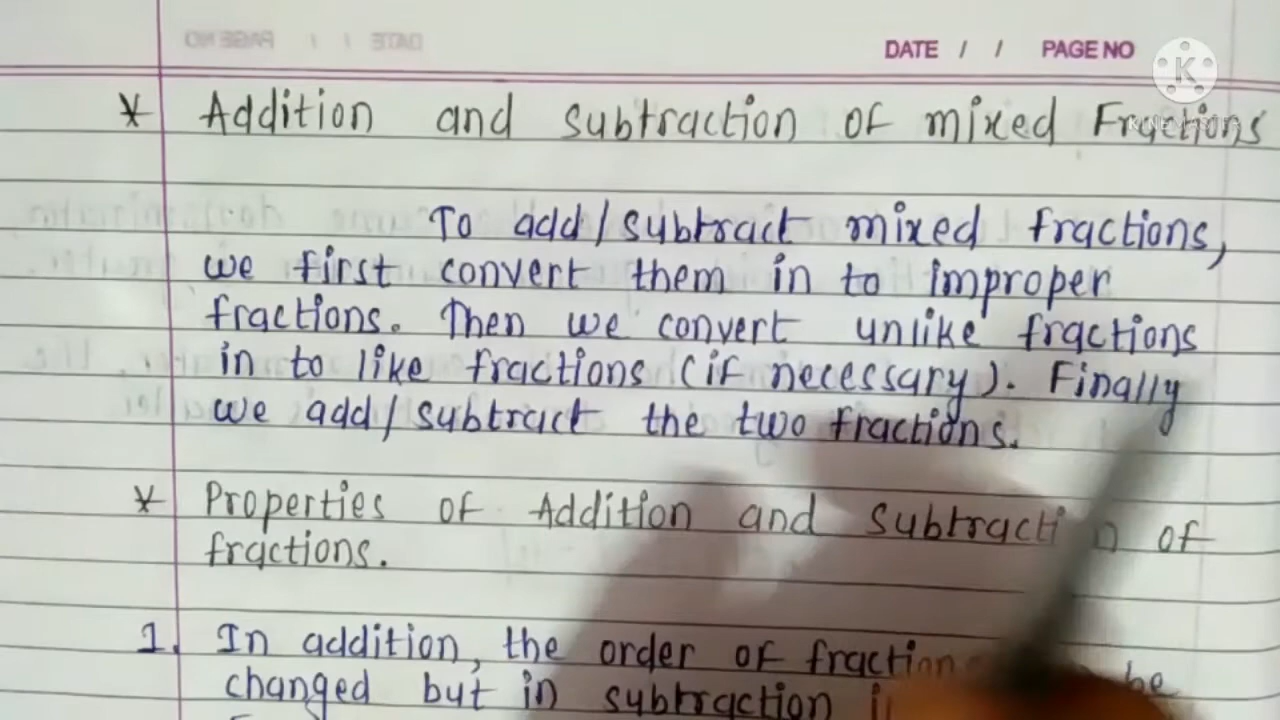 DATE / / PAGE NO
K
KINEMASTER
* Addition and subtraction of mixed Fractions
To add/subtract mixed fractions,
we first convert them in to improper
fractions. Then we convert unlike fractions
in to like fractions (if necessary). Finally
we add/subtract the two fractions.
* Properties of Addition and subtraction of
fractions.
1. In addition, the order of fraction be
changed but in subtraction